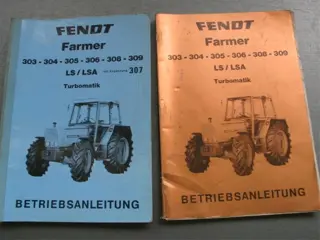 FENDT
Farmer
303 - 304 - 305 - 306 - 308 - 309
LS / LSA
307
Turbomatik
BETRIEBSANLEITUNG
FENDT
Farmer
303 - 304 - 305 - 306 - 308 - 309
LS / LSA
Turbomatik
BETRIEBSANLEITUNG